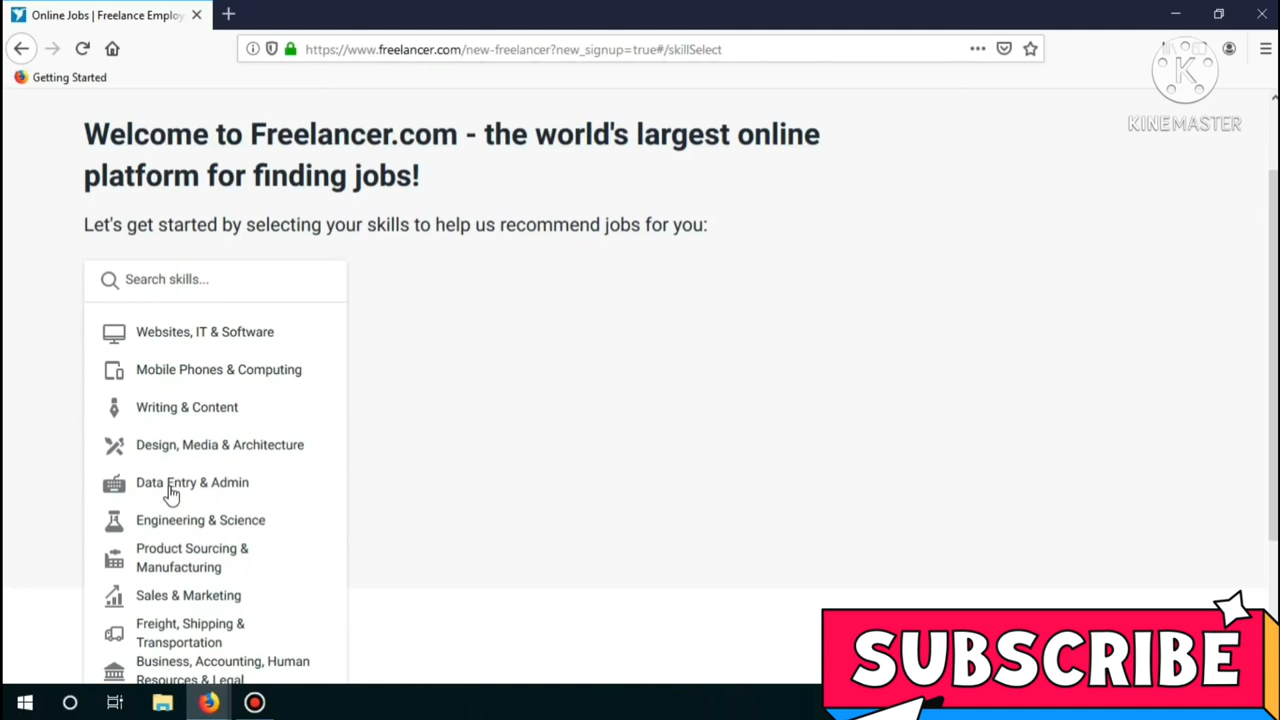 Online Jobs | Freelance Employ
https://www.freelancer.com/new-freelancer?new_signup=true#/skillSelect
Getting Started
K
KINEMASTER
Welcome to Freelancer.com - the world's largest online
platform for finding jobs!
Let's get started by selecting your skills to help us recommend jobs for you:
Search skills...
Websites, IT & Software
Mobile Phones & Computing
Writing & Content
Design, Media & Architecture
Data Entry & Admin
Engineering & Science
Product Sourcing &
Manufacturing
Sales & Marketing
Freight, Shipping &
Transportation
Business, Accounting, Human
Resources & Legal
SUBSCRIBE